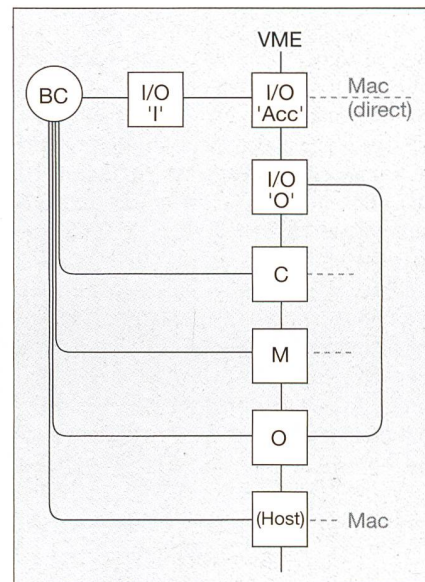 VME
BC
I/O
'I'
I/O
'Acc'
Mac
(direct)
I/O
'O'
C
M
O
(Host)
Mac